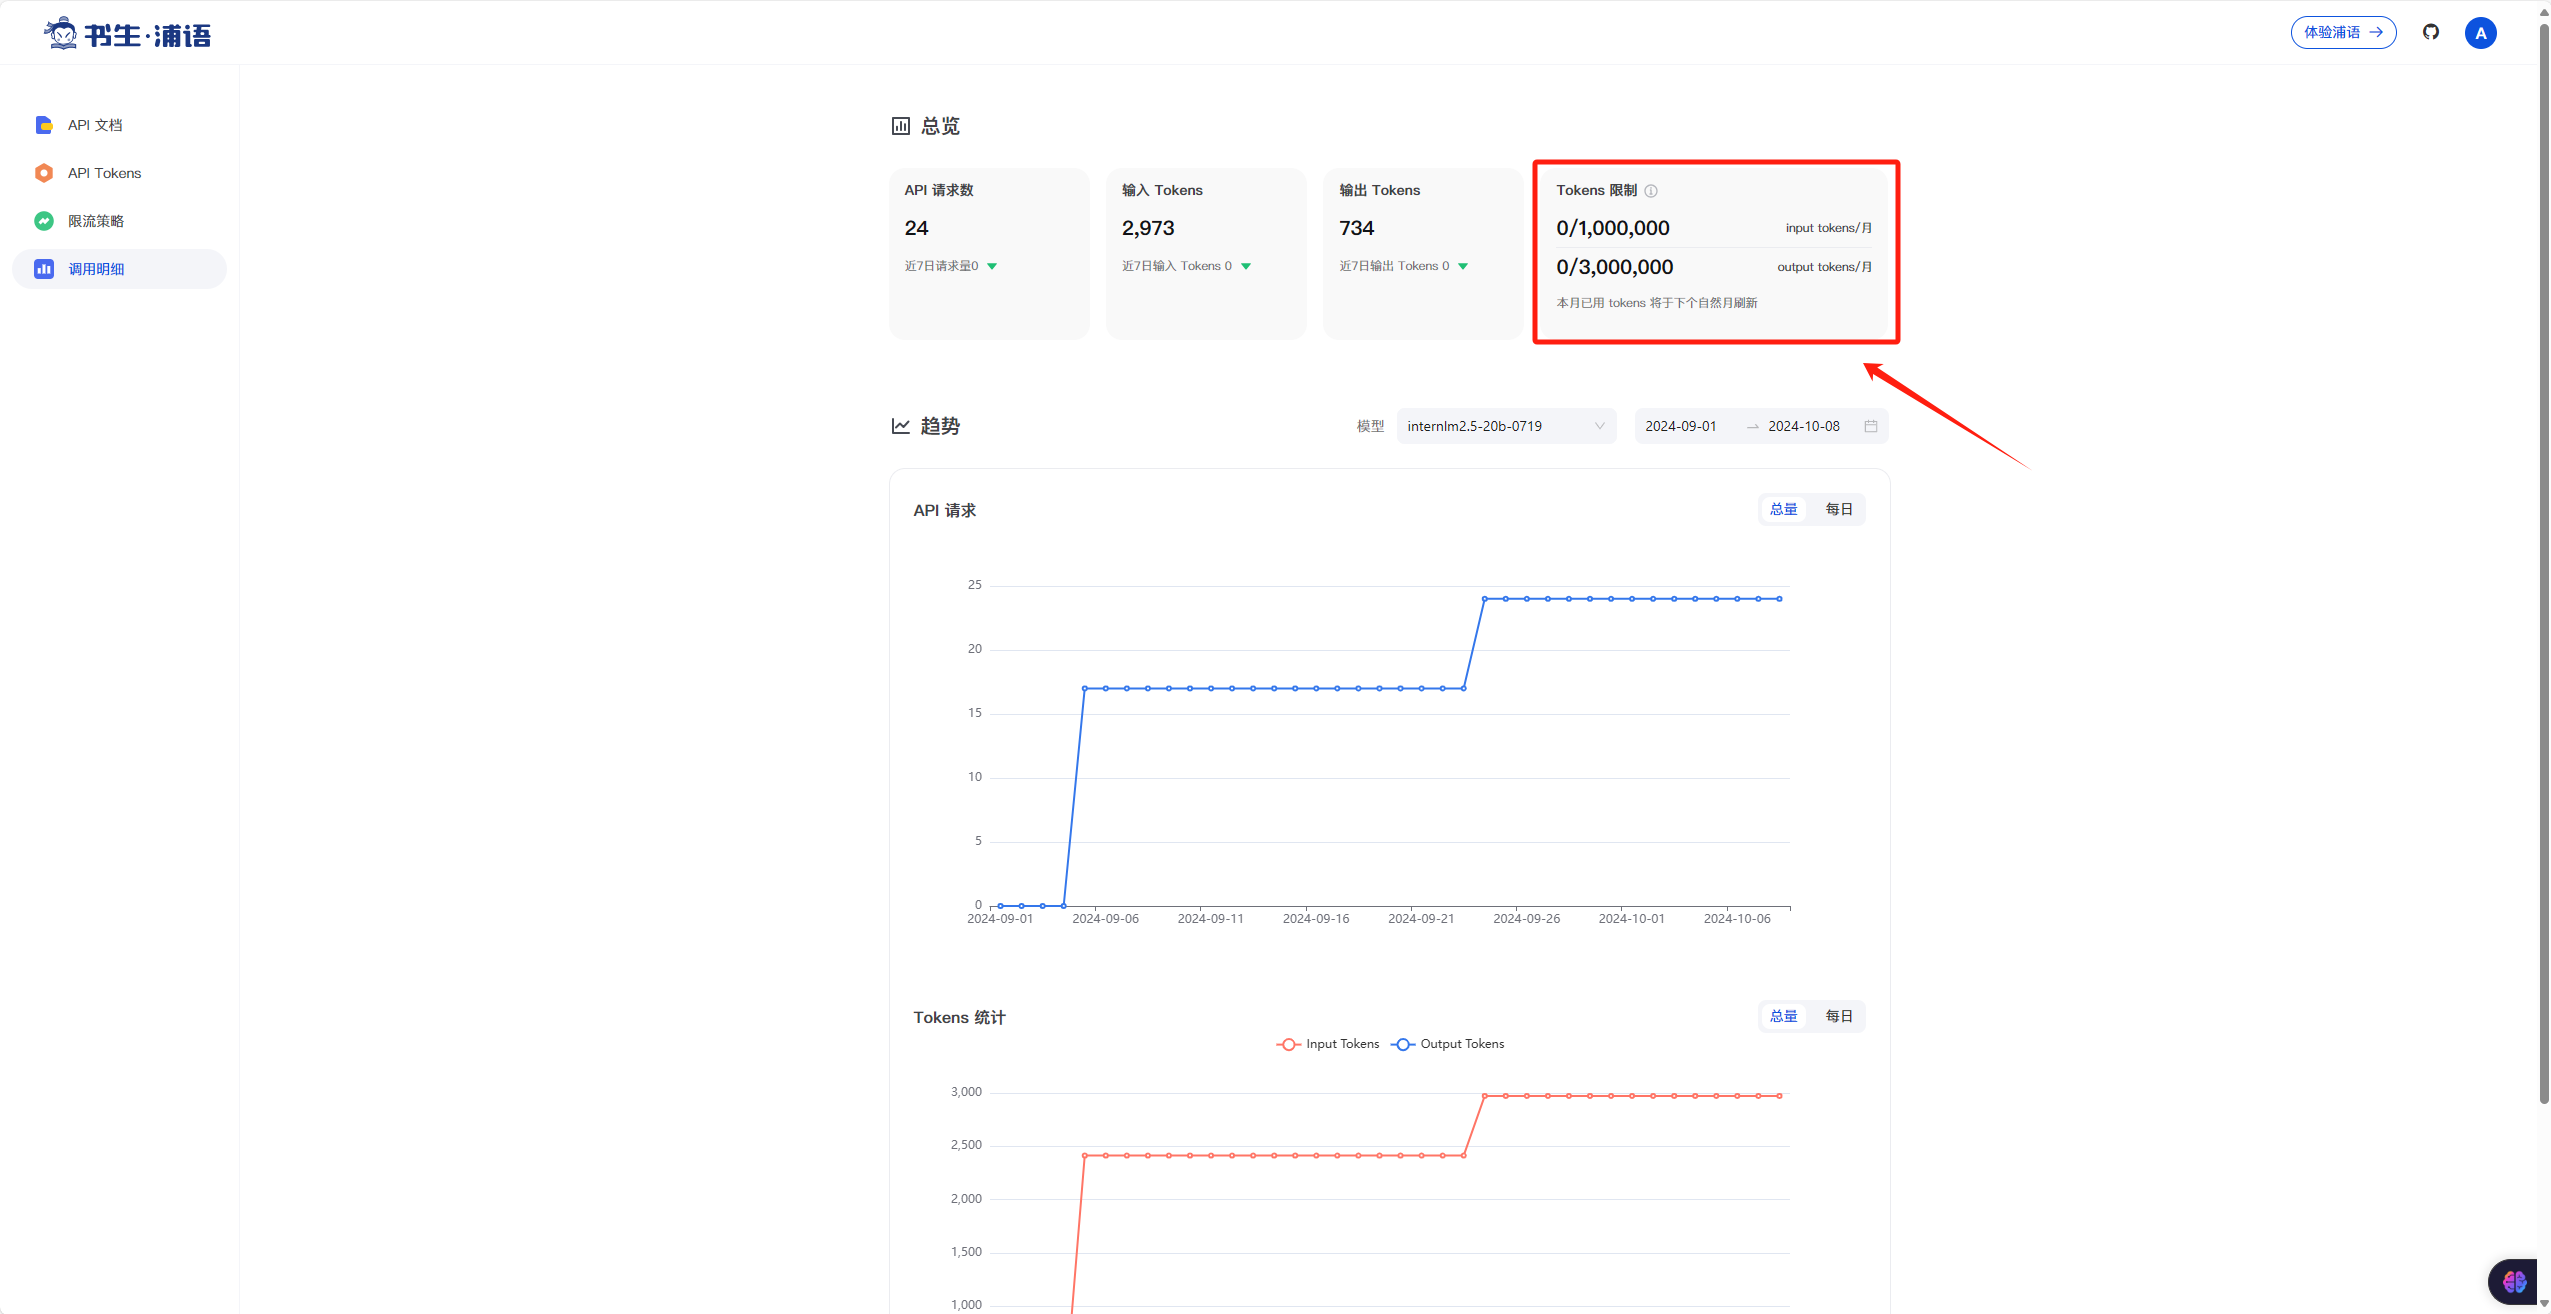 书生·浦语
体验浦语
A
API 文档
API Tokens
限流策略
调用明细
总览
API 请求数
24
近7日请求量0
输入 Tokens
2,973
近7日输入 Tokens 0
输出 Tokens
734
近7日输出 Tokens 0
Tokens 限制
0/1,000,000 input tokens/月
0/3,000,000 output tokens/月
本月已用 tokens 将于下个自然月刷新
趋势
模型 internlm2.5-20b-0719 2024-09-01 2024-10-08
API 请求
总量 每日
25
20
15
10
5
0
2024-09-01 2024-09-06 2024-09-11 2024-09-16 2024-09-21 2024-09-26 2024-10-01 2024-10-06
Tokens 统计
总量 每日
Input Tokens Output Tokens
3,000
2,500
2,000
1,500
1,000